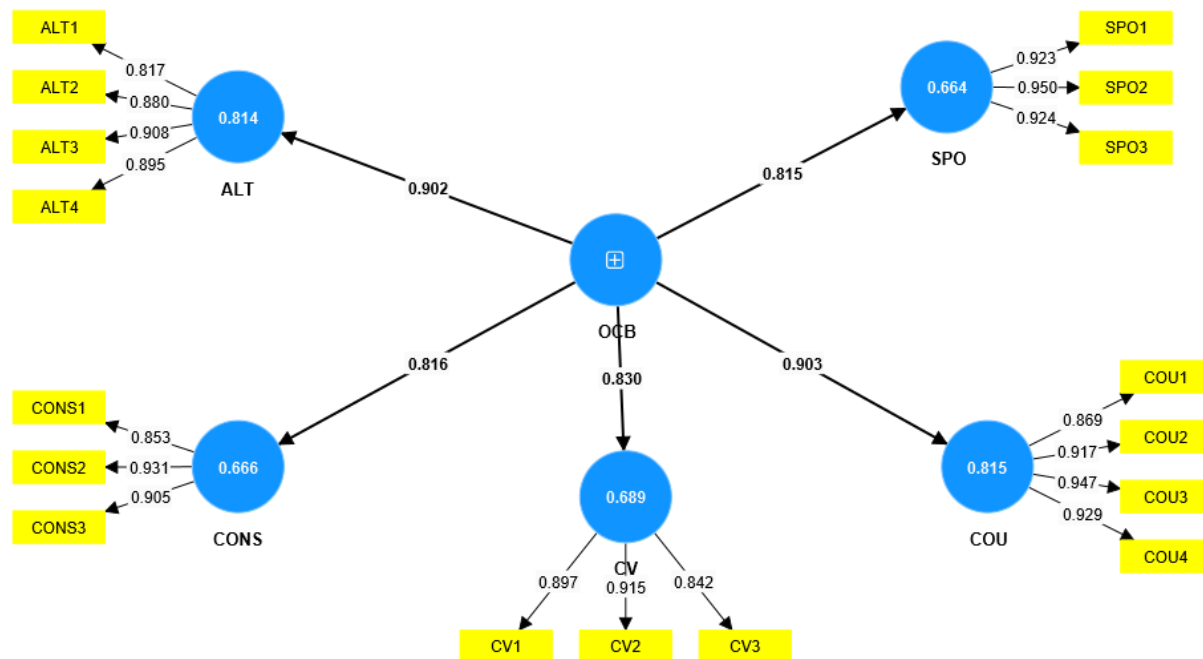 ALT1
ALT2
ALT3
ALT4
0.817
0.880
0.908
0.895
0.814
ALT
0.902
SPO1
SPO2
SPO3
0.923
0.950
0.924
0.664
SPO
0.815
OCB
0.816
0.830
0.903
CONS1
CONS2
CONS3
0.853
0.931
0.905
0.666
CONS
0.689
CV
0.897
0.915
0.842
CV1
CV2
CV3
0.815
COU
0.869
0.917
0.947
0.929
COU1
COU2
COU3
COU4